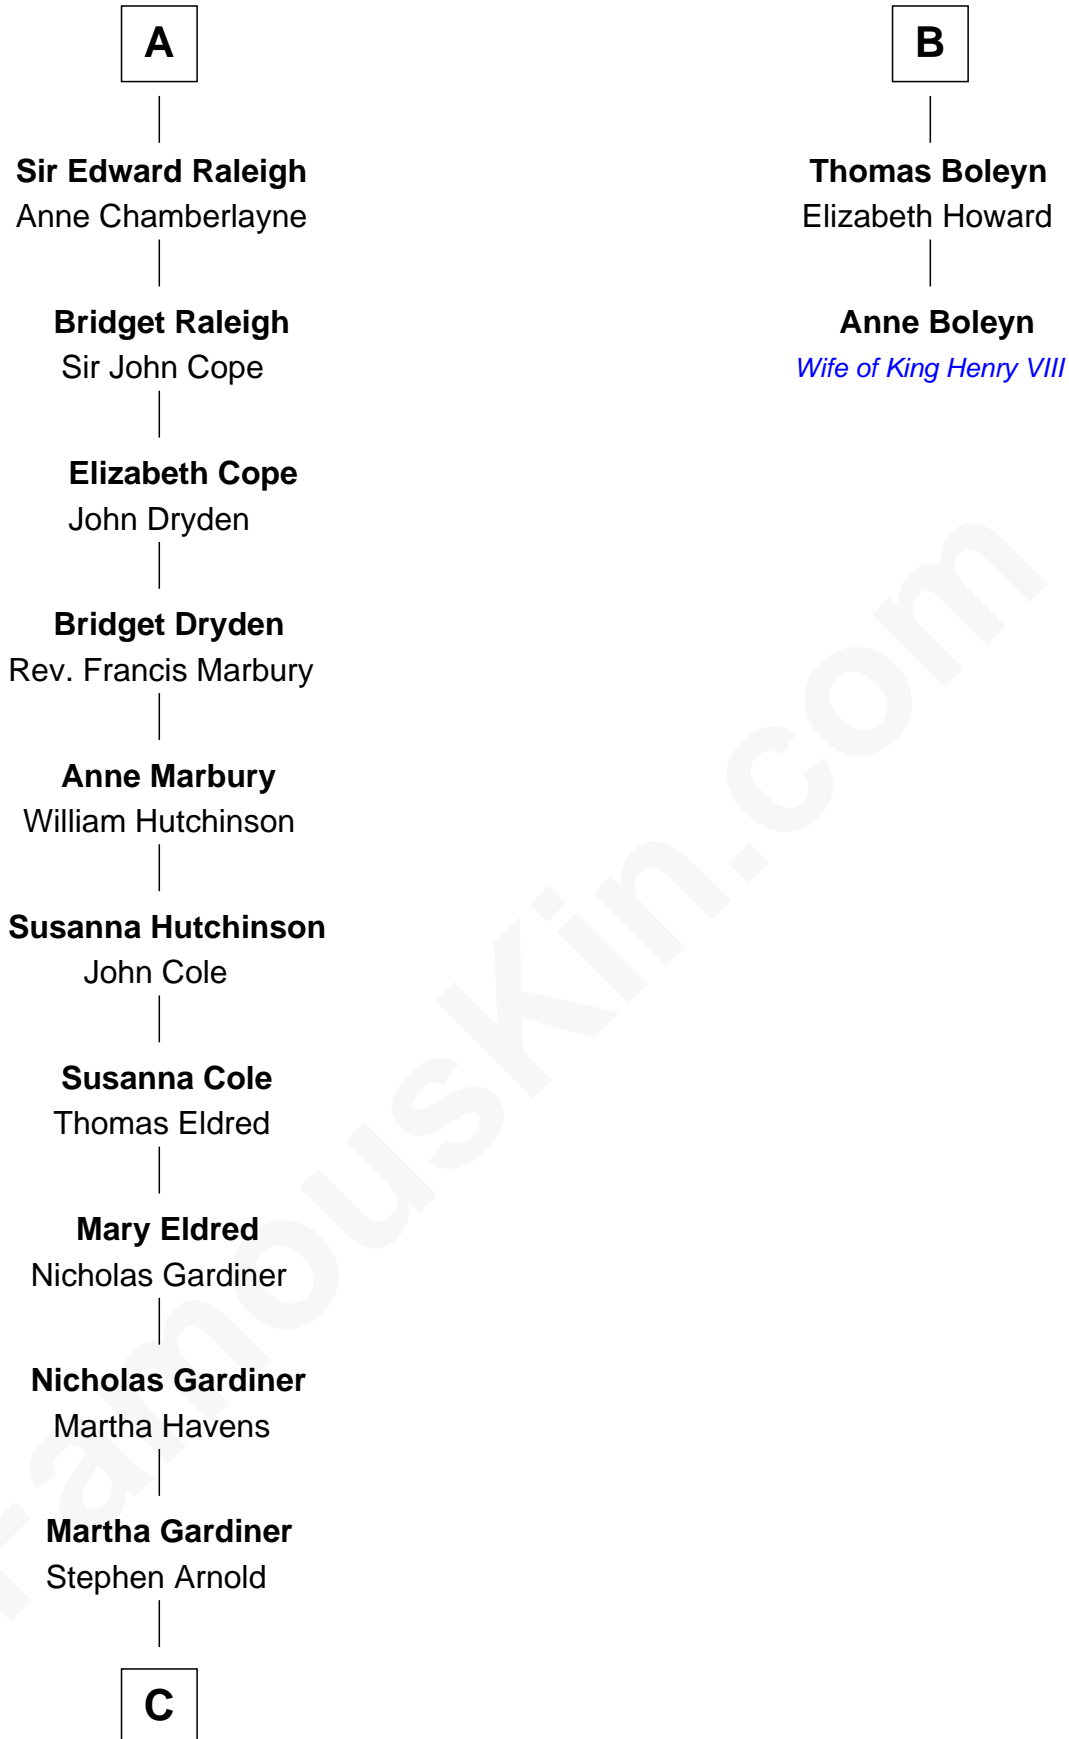 A
Sir Edward Raleigh
Anne Chamberlayne
Bridget Raleigh
Sir John Cope
Elizabeth Cope
John Dryden
Bridget Dryden
Rev. Francis Marbury
Anne Marbury
William Hutchinson
Susanna Hutchinson
John Cole
Susanna Cole
Thomas Eldred
Mary Eldred
Nicholas Gardiner
Nicholas Gardiner
Martha Havens
Martha Gardiner
Stephen Arnold
C
B
Thomas Boleyn
Elizabeth Howard
Anne Boleyn
Wife of King Henry VIII
FamousKin.com